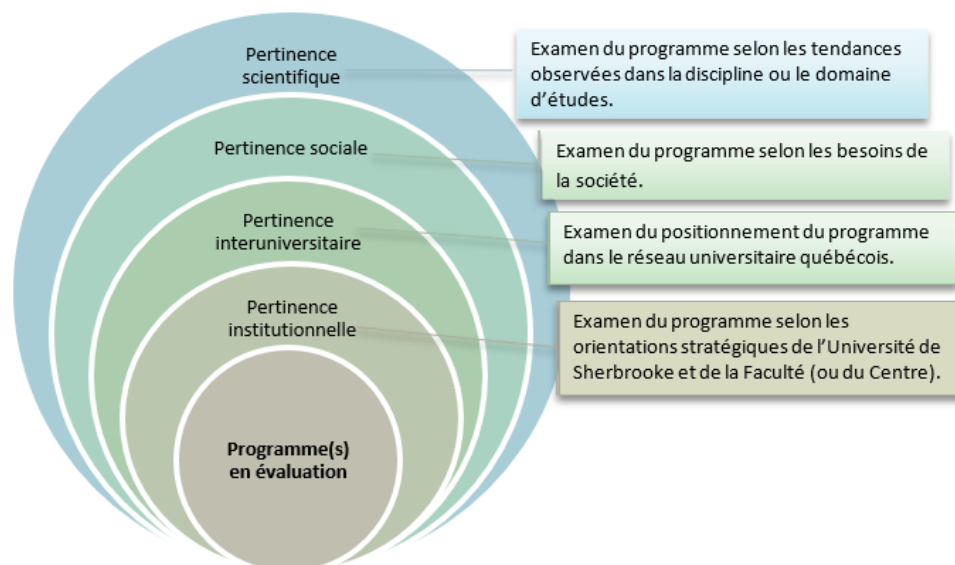 Pertinence
scientifique
Examen du programme selon les tendances
observées dans la discipline ou le domaine
d'études.
Pertinence sociale
Examen du programme selon les besoins de
la société.
Pertinence
interuniversitaire
Examen du positionnement du programme
dans le réseau universitaire québécois.
Pertinence
institutionnelle
Examen du programme selon les
orientations stratégiques de l'Université de
Sherbrooke et de la Faculté (ou du Centre).
Programme(s)
en évaluation